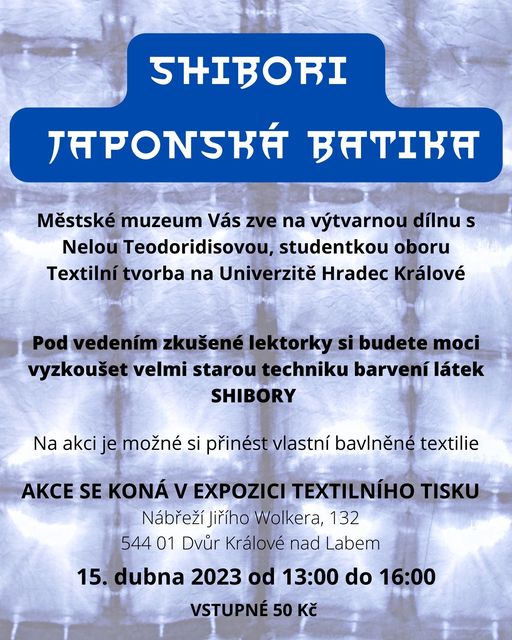 SHIBORI
JAPONSKÁ BATIKA
Městské muzeum Vás zve na výtvarnou dílnu s
Nelou Teodoridisovou, studentkou oboru
Textilní tvorba na Univerzitě Hradec Králové
Pod vedením zkušené lektorky si budete moci
vyzkoušet velmi starou techniku barvení látek
SHIBORY
Na akci je možné si přinést vlastní bavlněné textilie
AKCE SE KONÁ V EXPOZICI TEXTILNÍHO TISKU
Nábřeží Jiřího Wolkera, 132
544 01 Dvůr Králové nad Labem
15. dubna 2023 od 13:00 do 16:00
VSTUPNÉ 50 Kč